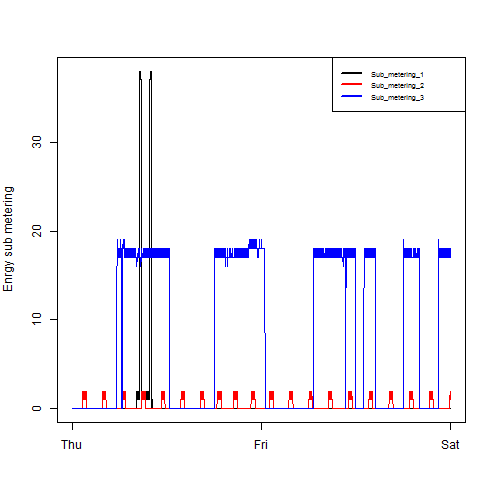 Sub_metering_1
Sub_metering_2
Sub_metering_3
Enrgy sub metering
30
20
10
0
Thu Fri Sat